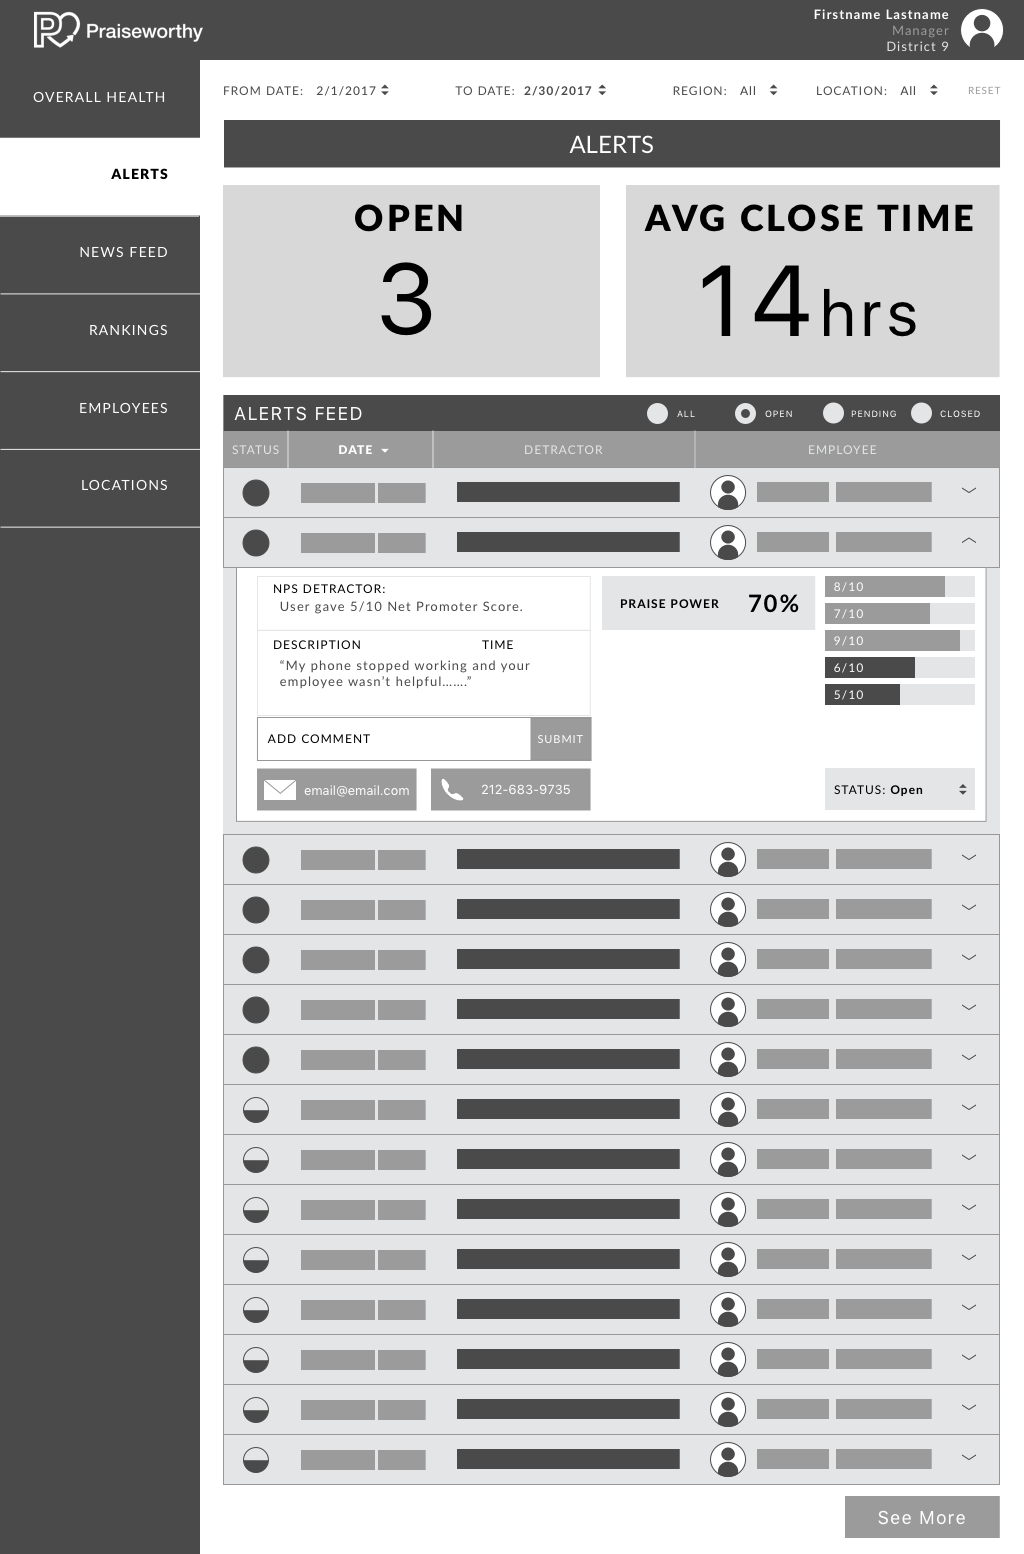 Praiseworthy
Firstname Lastname
Manager
District 9
OVERALL HEALTH
ALERTS
NEWS FEED
RANKINGS
EMPLOYEES
LOCATIONS
FROM DATE: 2/1/2017 TO DATE: 2/30/2017 REGION: All LOCATION: All RESET
ALERTS
OPEN
3
AVG CLOSE TIME
14hrs
ALERTS FEED ALL OPEN PENDING CLOSED
STATUS DATE DETRACTOR EMPLOYEE
NPS DETRACTOR:
User gave 5/10 Net Promoter Score.
DESCRIPTION TIME
“My phone stopped working and your
employee wasn’t helpful.......”
ADD COMMENT SUBMIT
email@email.com 212-683-9735
PRAISE POWER 70%
8/10
7/10
9/10
6/10
5/10
STATUS: Open
See More